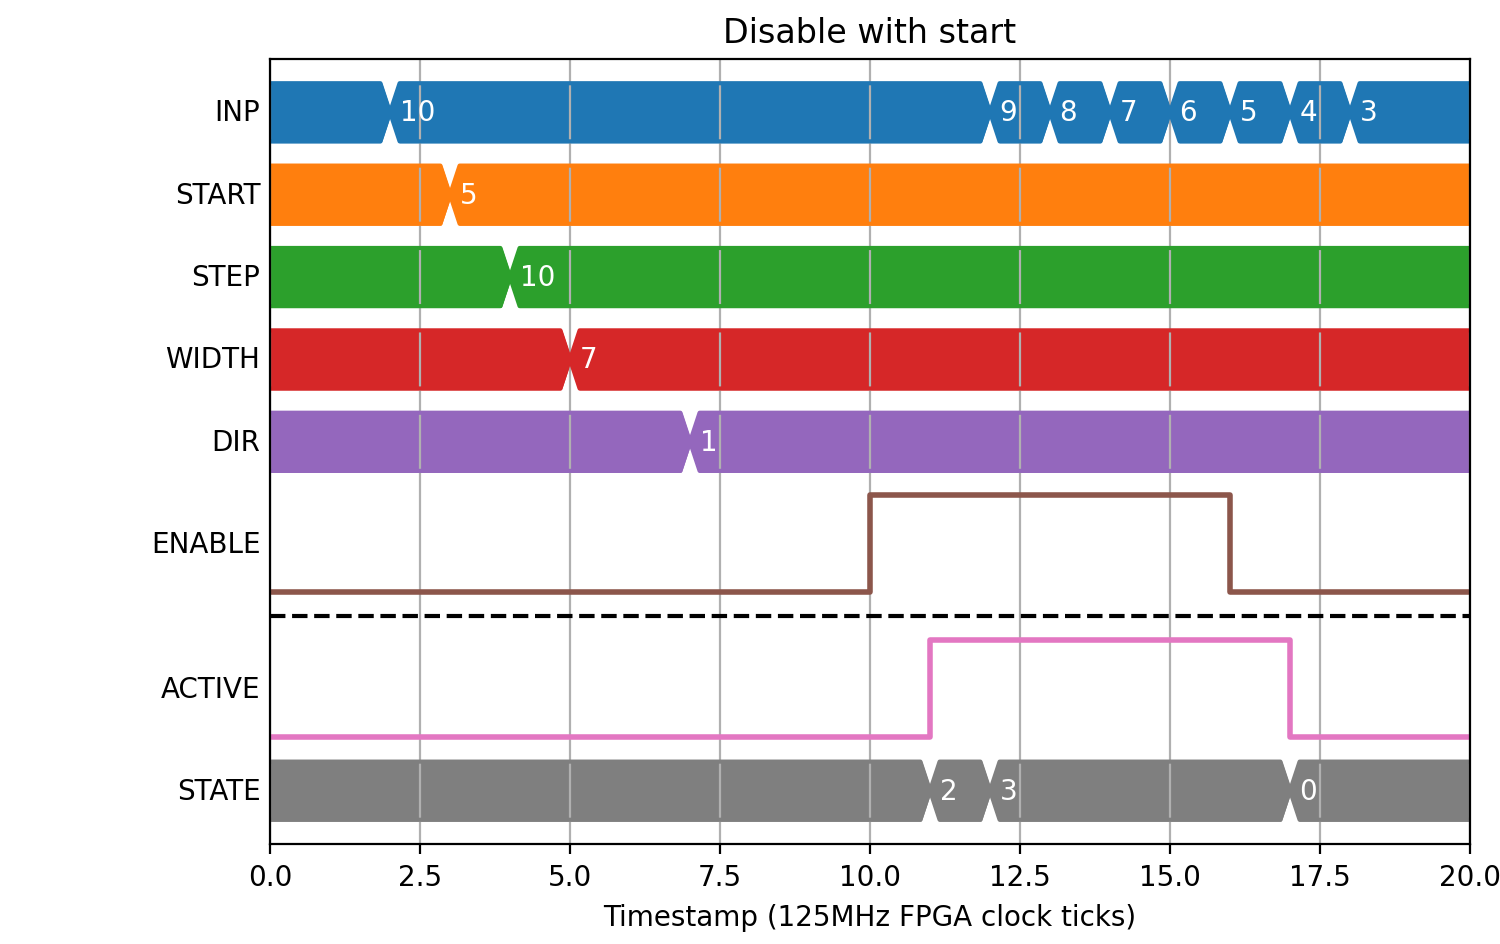 Disable with start
INP 10 9 8 7 6 5 4 3
START 5
STEP 10
WIDTH 7
DIR 1
ENABLE
ACTIVE
STATE 2 3 0
0.0 2.5 5.0 7.5 10.0 12.5 15.0 17.5 20.0
Timestamp (125MHz FPGA clock ticks)